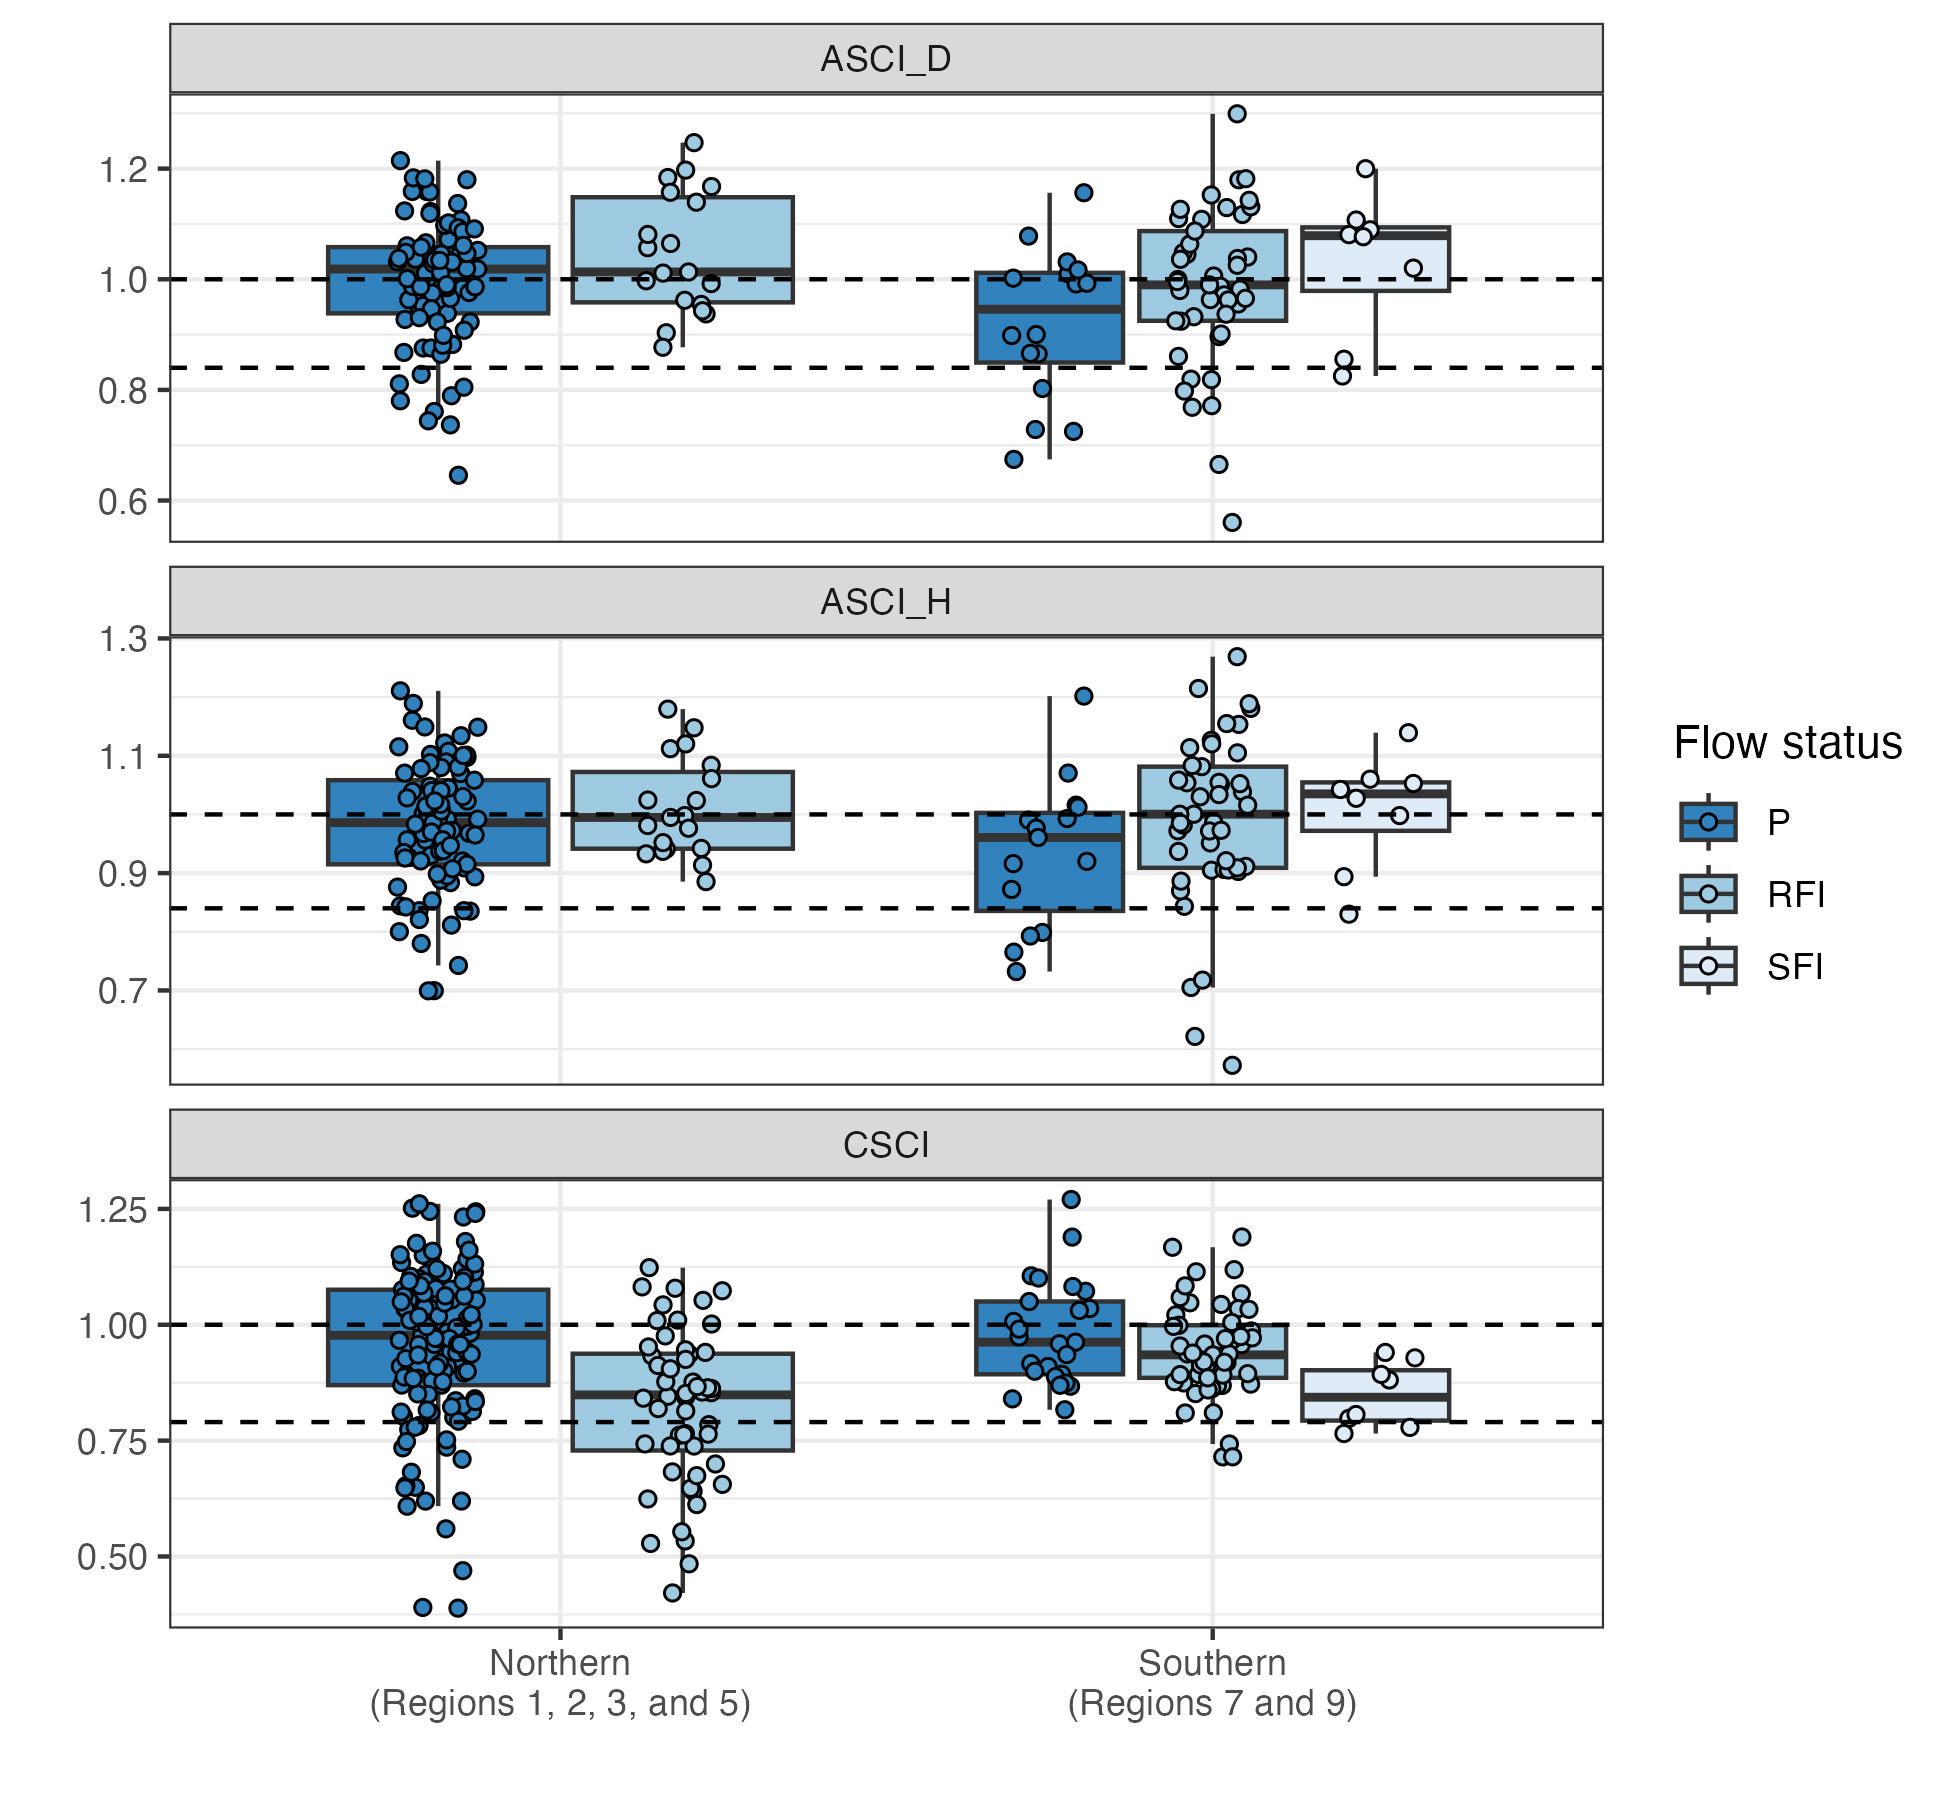 ASCI_D
1.2
1.0
0.8
0.6
ASCI_H
1.3
1.1
0.9
0.7
CSCI
1.25
1.00
0.75
0.50
Northern
(Regions 1, 2, 3, and 5)
Southern
(Regions 7 and 9)
Flow status
P
RFI
SFI